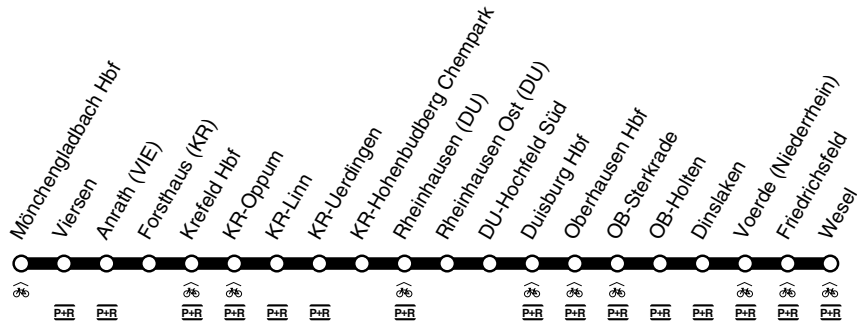 Mönchengladbach Hbf
Viersen
Anrath (VIE)
Forsthaus (KR)
Krefeld Hbf
KR-Oppum
KR-Linn
KR-Uerdingen
KR-Hohenbudberg Chempark
Rheinhausen (DU)
Rheinhausen Ost (DU)
DU-Hochfeld Süd
Duisburg Hbf
Oberhausen Hbf
OB-Sterkrade
OB-Holten
Dinslaken
Voerde (Niederrhein)
Friedrichsfeld
Wesel
P+R P+R P+R P+R P+R P+R P+R P+R P+R P+R P+R P+R P+R P+R P+R